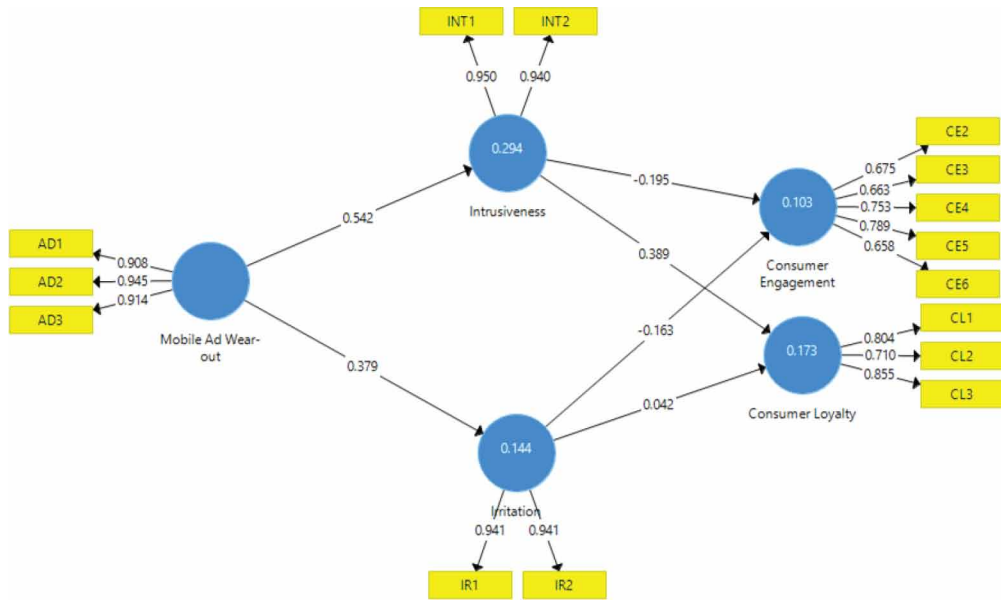 INT1
INT2
0.950
0.940
0.294
Intrusiveness
0.542
-0.195
0.389
AD1
AD2
AD3
0.908
0.945
0.914
Mobile Ad Wear-
out
0.379
-0.163
0.042
0.144
Irritation
0.941
0.941
IR1
IR2
0.103
Consumer
Engagement
0.675
0.663
0.753
0.789
0.658
CE2
CE3
CE4
CE5
CE6
0.173
Consumer Loyalty
0.804
0.710
0.855
CL1
CL2
CL3